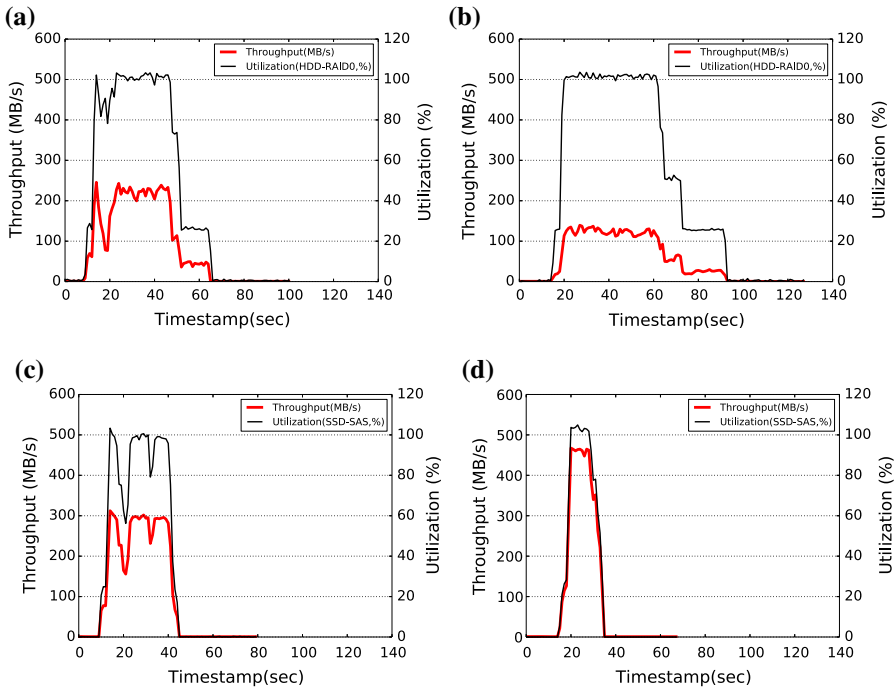 (a)
600
500
400
300
200
100
0
Throughput (MB/s)
120
100
80
60
40
20
0
Utilization (%)
Throughput(MB/s)
Utilization(HDD-RAID0,%)
0 20 40 60 80 100 120 140
Timestamp(sec)
(b)
600
500
400
300
200
100
0
Throughput (MB/s)
120
100
80
60
40
20
0
Utilization (%)
Throughput(MB/s)
Utilization(HDD-RAID0,%)
0 20 40 60 80 100 120 140
Timestamp(sec)
(c)
600
500
400
300
200
100
0
Throughput (MB/s)
120
100
80
60
40
20
0
Utilization (%)
Throughput(MB/s)
Utilization(SSD-SAS,%)
0 20 40 60 80 100 120 140
Timestamp(sec)
(d)
600
500
400
300
200
100
0
Throughput (MB/s)
120
100
80
60
40
20
0
Utilization (%)
Throughput(MB/s)
Utilization(SSD-SAS,%)
0 20 40 60 80 100 120 140
Timestamp(sec)